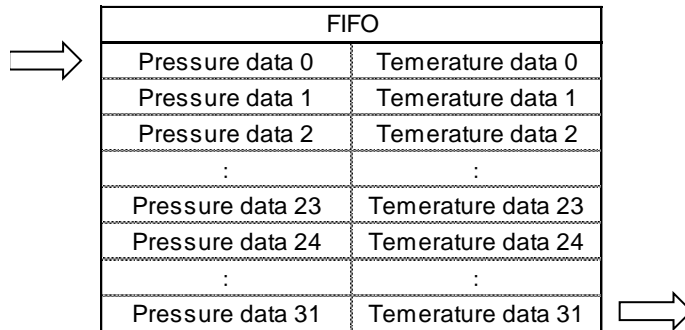 FIFO
Pressure data 0 Temerature data 0
Pressure data 1 Temerature data 1
Pressure data 2 Temerature data 2
: :
Pressure data 23 Temerature data 23
Pressure data 24 Temerature data 24
: :
Pressure data 31 Temerature data 31